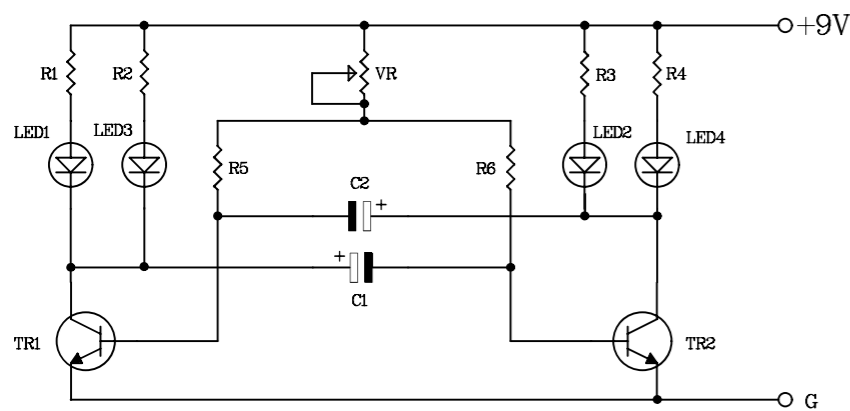 +9V
R1
R2
VR
R3
R4
LED1
LED3
LED2
LED4
R5
R6
C2
+
+
C1
TR1
TR2
G